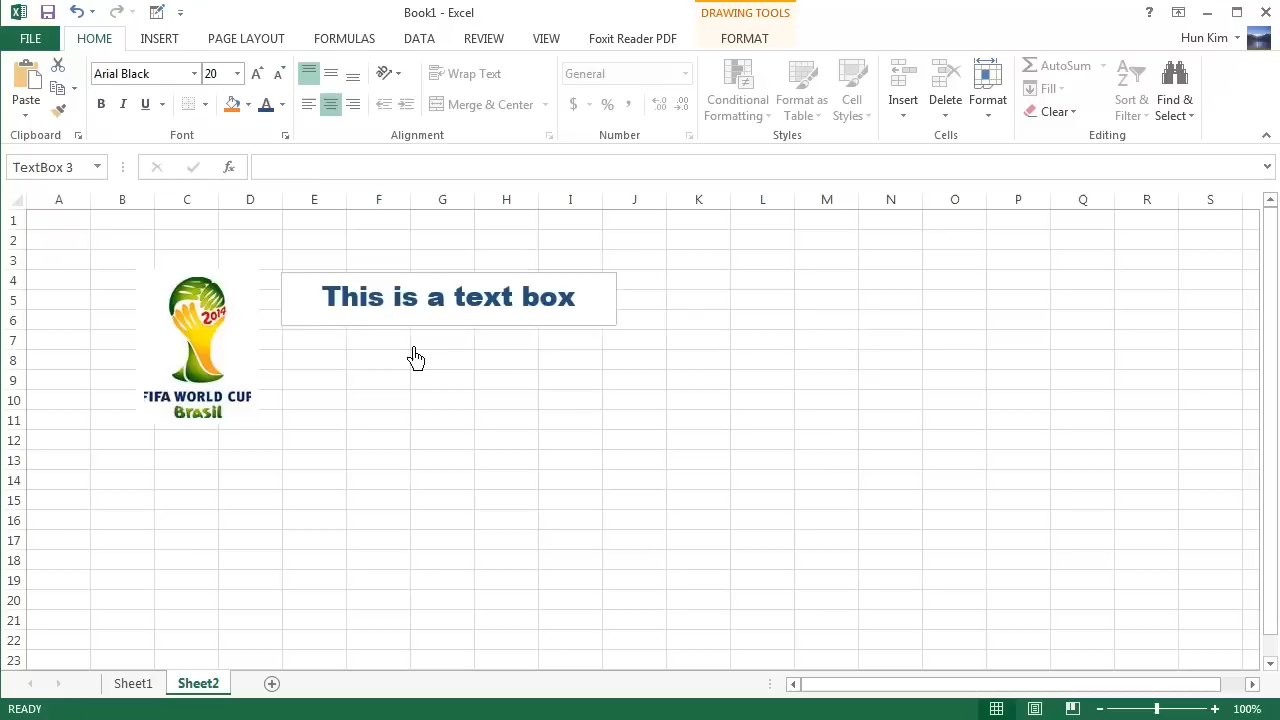 Book1 - Excel
DRAWING TOOLS
?
FILE HOME INSERT PAGE LAYOUT FORMULAS DATA REVIEW VIEW Foxit Reader PDF FORMAT Hun Kim
Paste
Clipboard
Arial Black 20
B I U A
Font
Wrap Text
Merge & Center
Alignment
General
$ % ,
Number
Conditional Formatting
Format as Table
Cell Styles
Styles
Insert Delete Format
Cells
AutoSum
Fill
Clear
Sort & Filter
Find & Select
Editing
TextBox 3 fx
A B C D E F G H I J K L M N O P Q R S
1
2
3
4
5
6
7
8
9
10
11
12
13
14
15
16
17
18
19
20
21
22
23
2014
FIFA WORLD CUP
Brasil
This is a text box
Sheet1 Sheet2
READY 100%